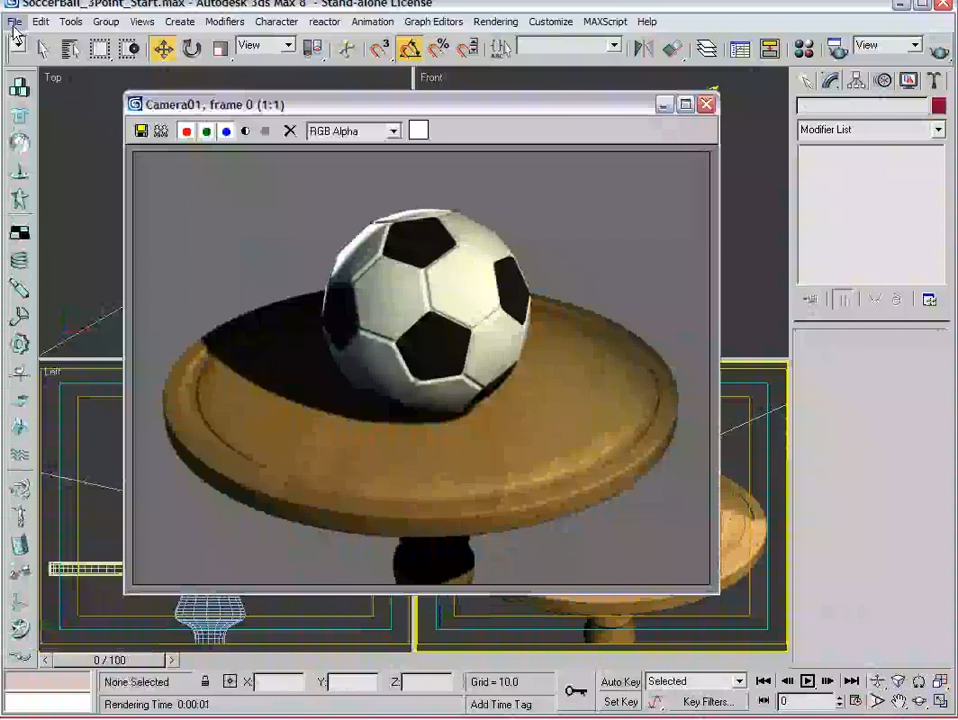 SoccerBall_3Point_Start.max - Autodesk 3ds Max 8 - Stand-alone License
File Edit Tools Group Views Create Modifiers Character reactor Animation Graph Editors Rendering Customize MAXScript Help
View
View
Top
Front
Camera01, frame 0 (1:1)
RGB Alpha
Modifier List
Left
0 / 100
None Selected
X:
Y:
Z:
Grid = 10.0
Auto Key
Selected
Rendering Time 0:00:01
Add Time Tag
Set Key
Key Filters...
0